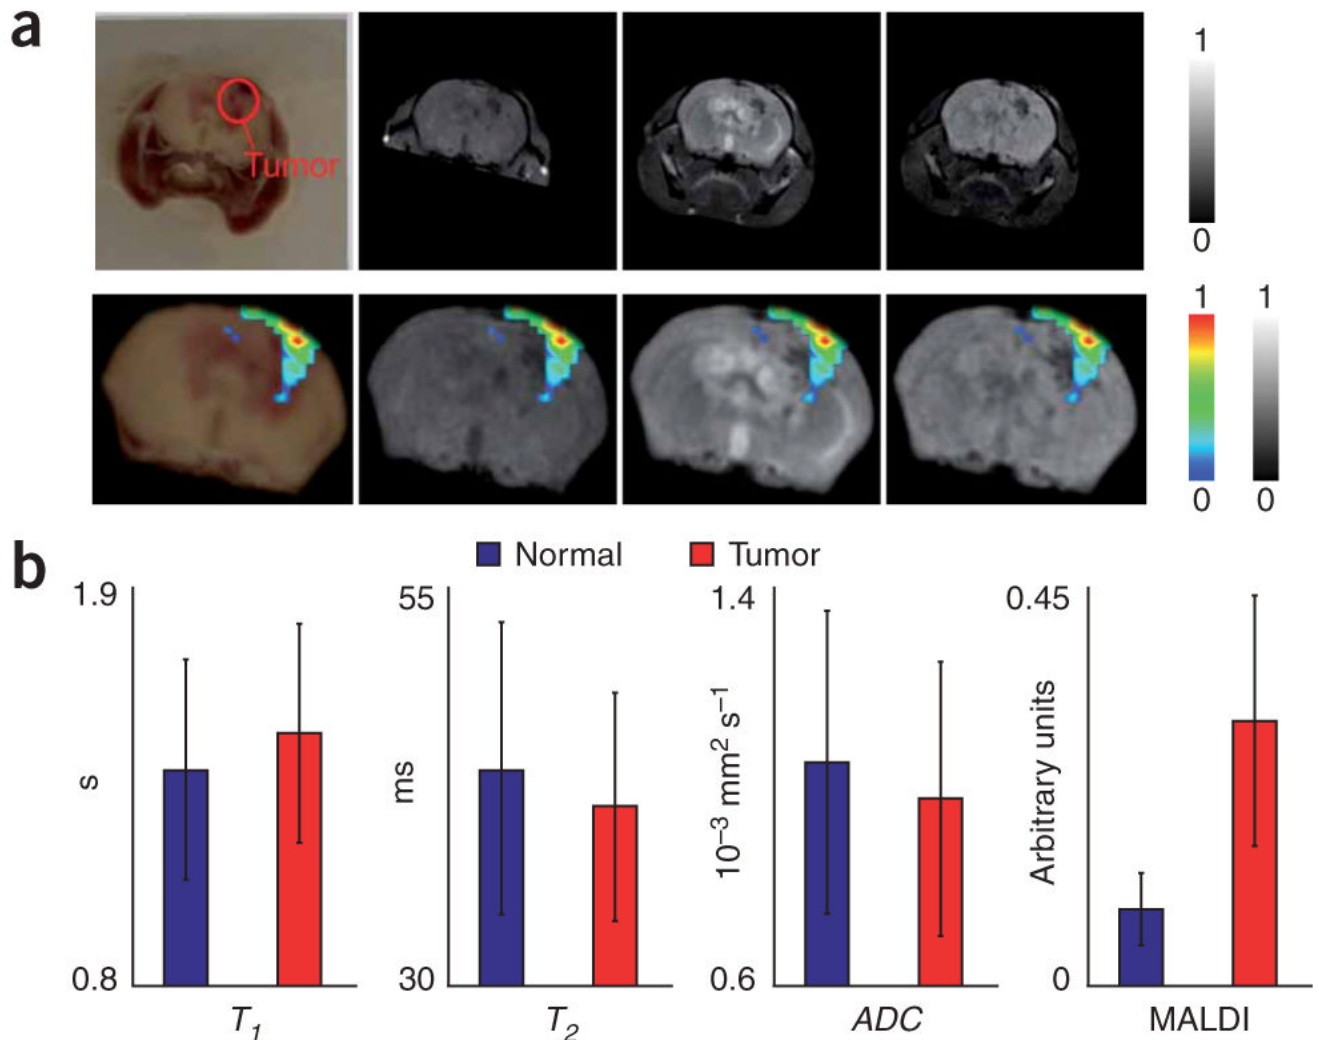 a
Tumor
1
0
1 1
0 0
b
Normal Tumor
1.9
s
0.8
T1
55
ms
30
T2
1.4
10–3 mm2 s–1
0.6
ADC
0.45
Arbitrary units
0
MALDI